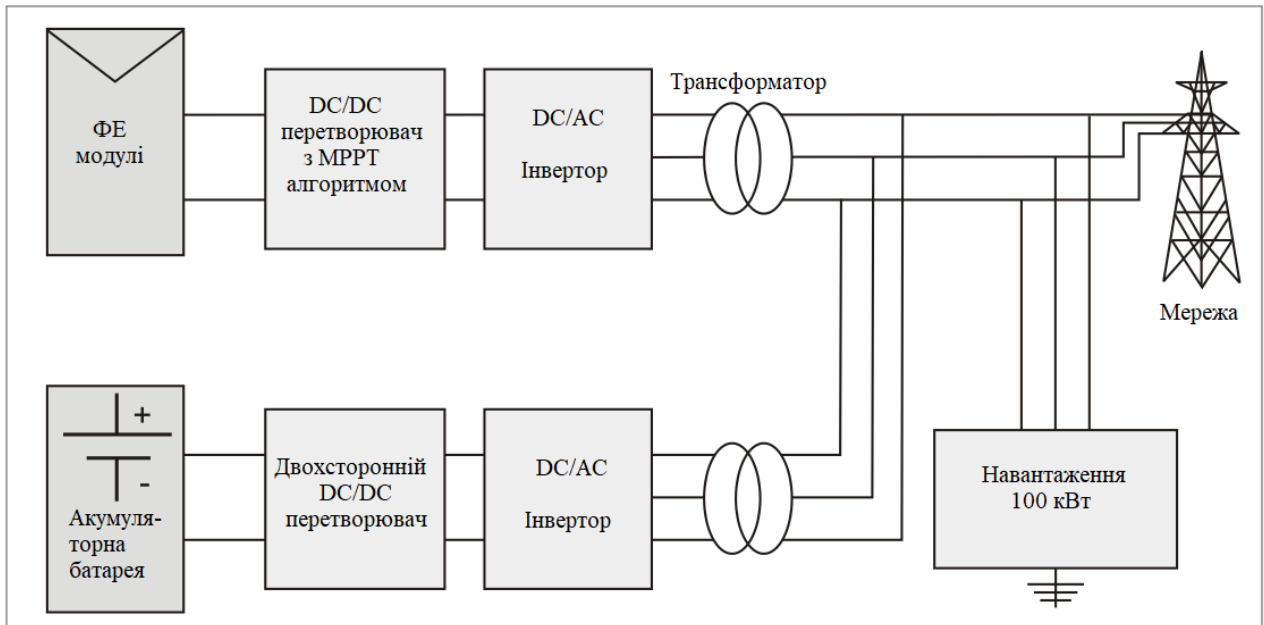 ФЕ
модулі
DC/DC
перетворювач
з МРРТ
алгоритмом
DC/AC
Інвертор
Трансформатор
Мережа
+
-
Акумуля-
торна
батарея
Двохсторонній
DC/DC
перетворювач
DC/AC
Інвертор
Навантаження
100 кВт